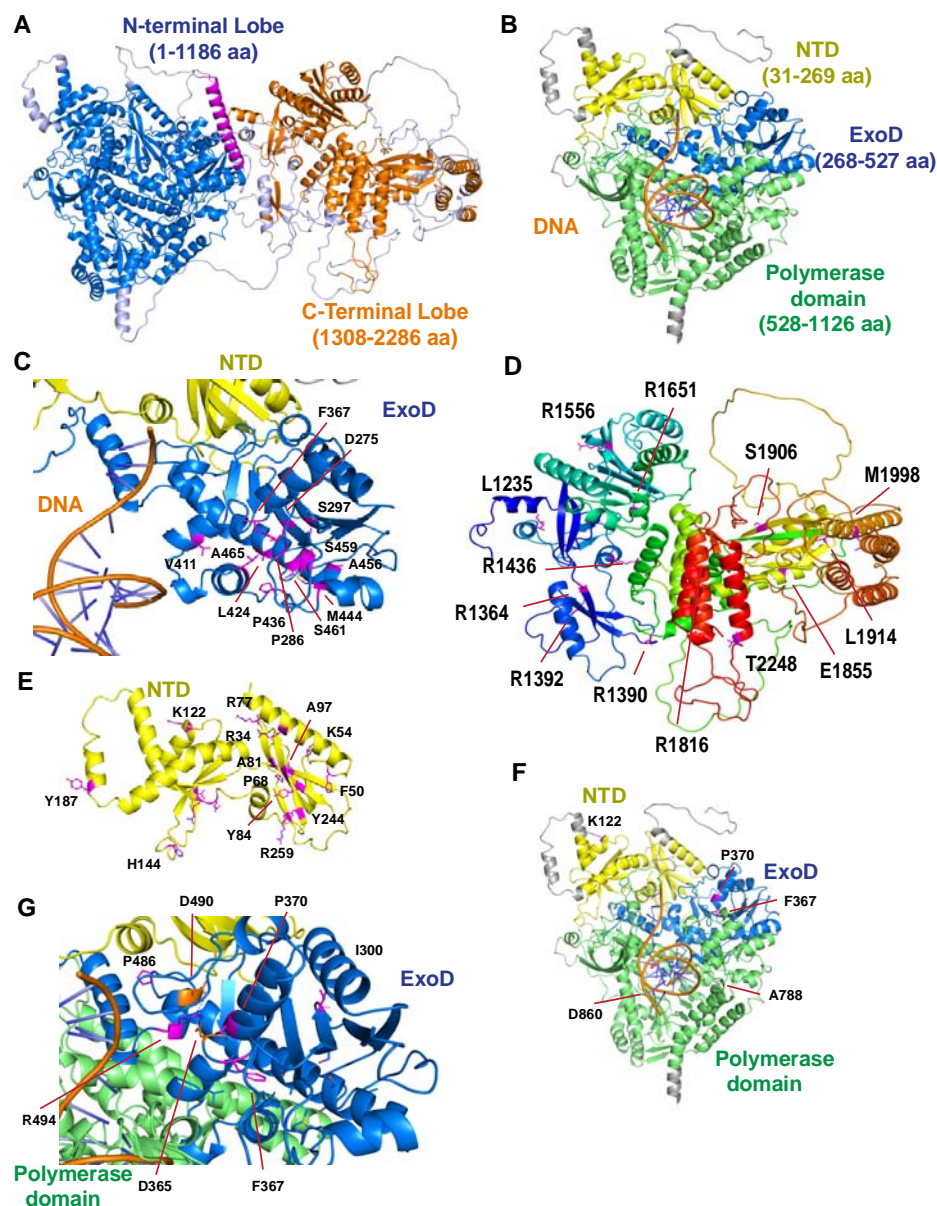 A
N-terminal Lobe
(1-1186 aa)
C-Terminal Lobe
(1308-2286 aa)
B
NTD
(31-269 aa)
ExoD
(268-527 aa)
DNA
Polymerase
domain
(528-1126 aa)
C
NTD
ExoD
F367
D275
DNA
S297
A465
S459
V411
A456
L424
P436
M444
P286
S461
D
R1651
R1556
S1906
M1998
L1235
R1436
R1364
L1914
R1392
R1390
T2248
E1855
R1816
E
NTD
R77
A97
K122
R34
K54
A81
P68
F50
Y187
Y84
Y244
R259
H144
F
NTD
K122
P370
ExoD
F367
A788
D860
Polymerase
domain
G
D490
P370
P486
I300
ExoD
R494
Polymerase
domain
D365
F367